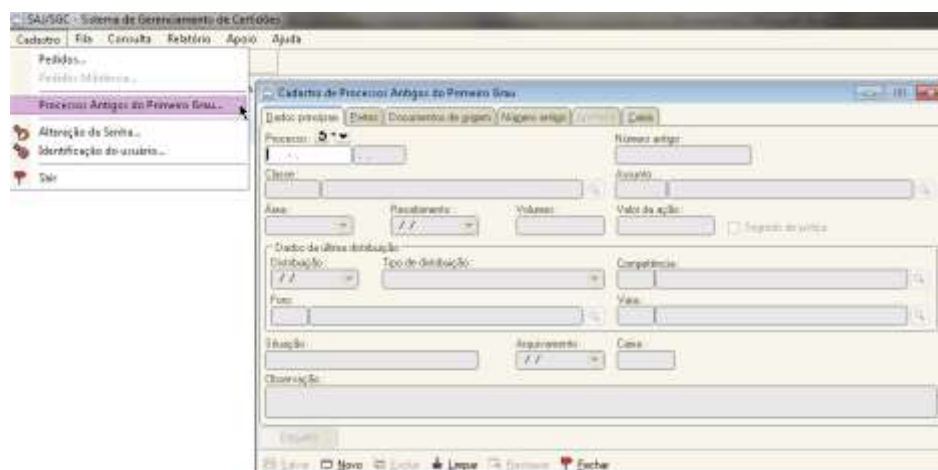 SAJ/SGC - Sistema de Gerenciamento de Certidões
Cadastro Fila Consulta Relatório Apoio Ajuda
Pedidos...
Processos Antigos do Primeiro Grau...
Alteração da Senha...
Identificação do usuário...
Sair
Cadastro de Processos Antigos do Primeiro Grau
Dados principais Partes Documentos de origem Número antigo Caixa
Processo: Número antigo:
Classe: Assunto:
Área: Recebimento: Volumes: Valor da ação:
/ / Segredo de justiça
Dados da última distribuição
Distribuição: Tipo de distribuição: Competência:
/ /
Foro: Vara:
Situação: Arquivamento: Caixa:
/ /
Observação:
Salvar Novo Excluir Limpar Fechar